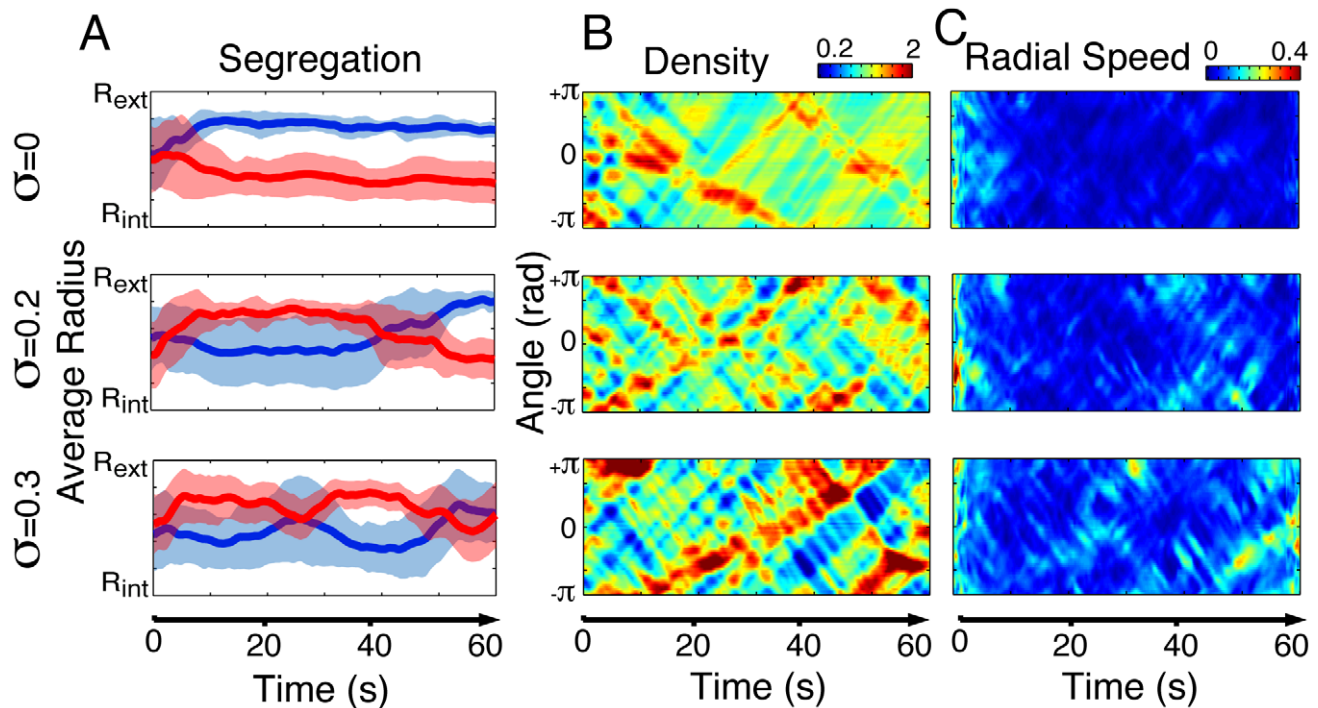 A
Segregation
B
Density
0.2 2
C
Radial Speed
0 0.4
σ=0
Rext
Rint
+π
0
-π
σ=0.2
Average Radius
Rext
Rint
Angle (rad)
+π
0
-π
σ=0.3
Rext
Rint
+π
0
-π
0 20 40 60
Time (s)
0 20 40 60
Time (s)
0 20 40 60
Time (s)